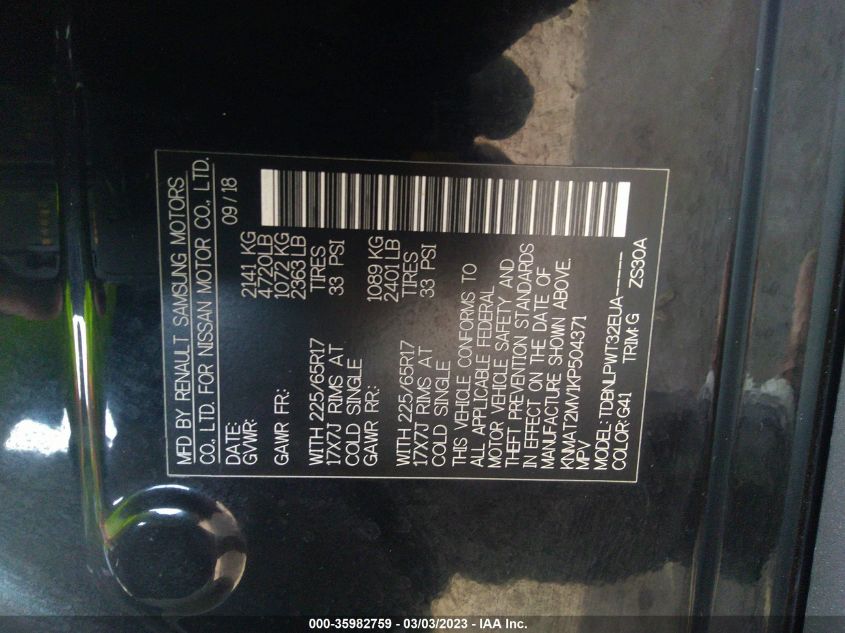 MFD BY RENAULT SAMSUNG MOTORS
CO., LTD. FOR NISSAN MOTOR CO., LTD.
DATE: 09/18
GVWR: 2141 KG
4720LB
GAWR FR: 1072 KG
2363 LB
WITH 225/65R17 TIRES
17X7J RIMS AT 33 PSI
COLD SINGLE
GAWR RR: 1089 KG
2401 LB
WITH 225/65R17 TIRES
17X7J RIMS AT 33 PSI
COLD SINGLE
THIS VEHICLE CONFORMS TO
ALL APPLICABLE FEDERAL
MOTOR VEHICLE SAFETY AND
THEFT PREVENTION STANDARDS
IN EFFECT ON THE DATE OF
MANUFACTURE SHOWN ABOVE.
KNMAT2MV1KP504371
MPV
MODEL: TDBNLPWT32EUA-----
COLOR:G41 TRIM:G ZS30A
000-35982759 - 03/03/2023 - IAA Inc.